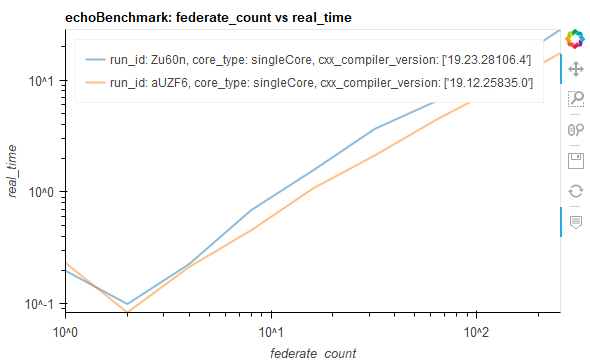 echoBenchmark: federate_count vs real_time
run_id: Zu60n, core_type: singleCore, cxx_compiler_version: ['19.23.28106.4']
run_id: aUZF6, core_type: singleCore, cxx_compiler_version: ['19.12.25835.0']
10^1
10^0
10^-1
real_time
10^0
10^1
10^2
federate_count